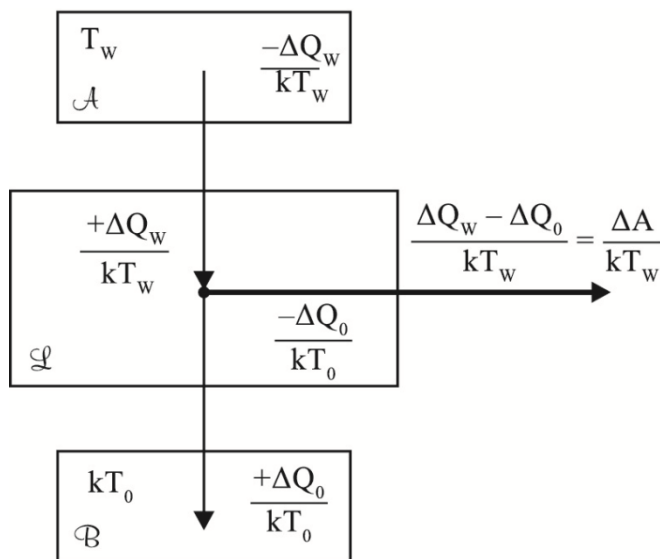 T_W
–ΔQ_W / kT_W
𝒜
+ΔQ_W / kT_W
ΔQ_W – ΔQ_0 / kT_W = ΔA / kT_W
–ΔQ_0 / kT_0
ℒ
kT_0
+ΔQ_0 / kT_0
ℬ